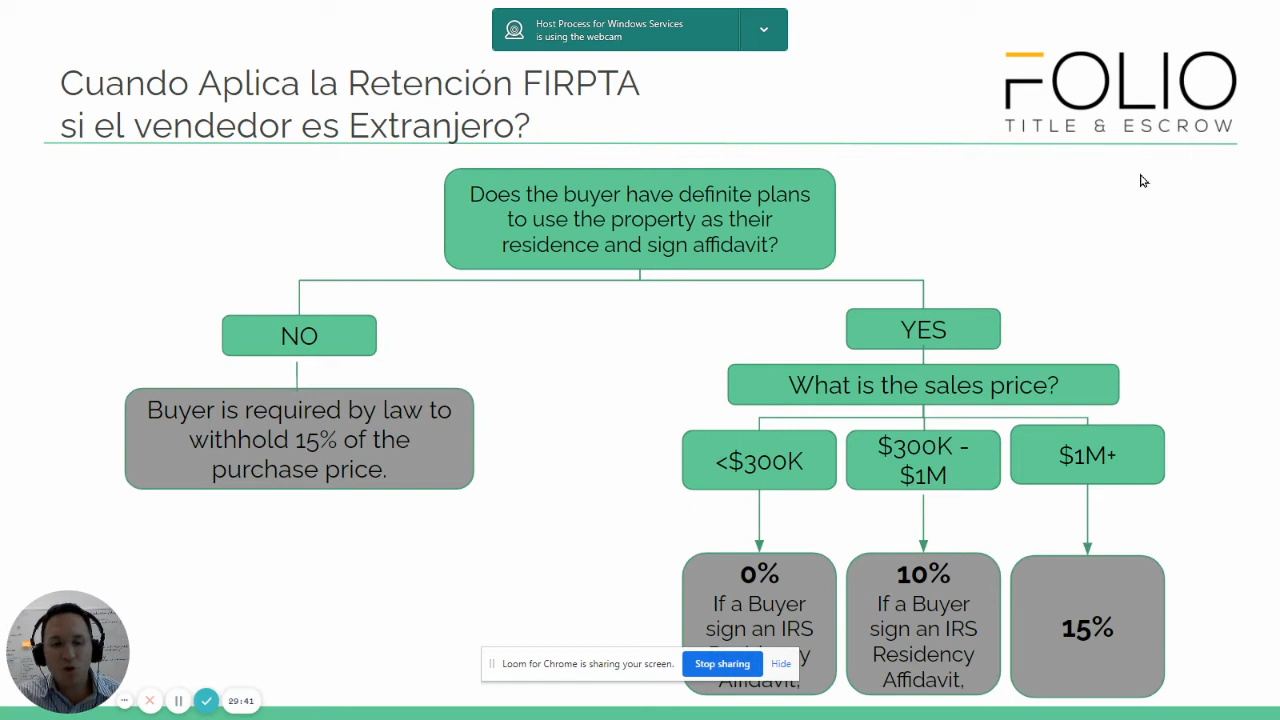 Host Process for Windows Services
is using the webcam
Cuando Aplica la Retención FIRPTA
si el vendedor es Extranjero?
FOLIO
TITLE & ESCROW
Does the buyer have definite plans
to use the property as their
residence and sign affidavit?
NO
YES
Buyer is required by law to
withhold 15% of the
purchase price.
What is the sales price?
<$300K
$300K -
$1M
$1M+
0%
If a Buyer
sign an IRS
Affidavit,
10%
If a Buyer
sign an IRS
Residency
Affidavit,
15%
Loom for Chrome is sharing your screen.
Stop sharing
Hide
29:41